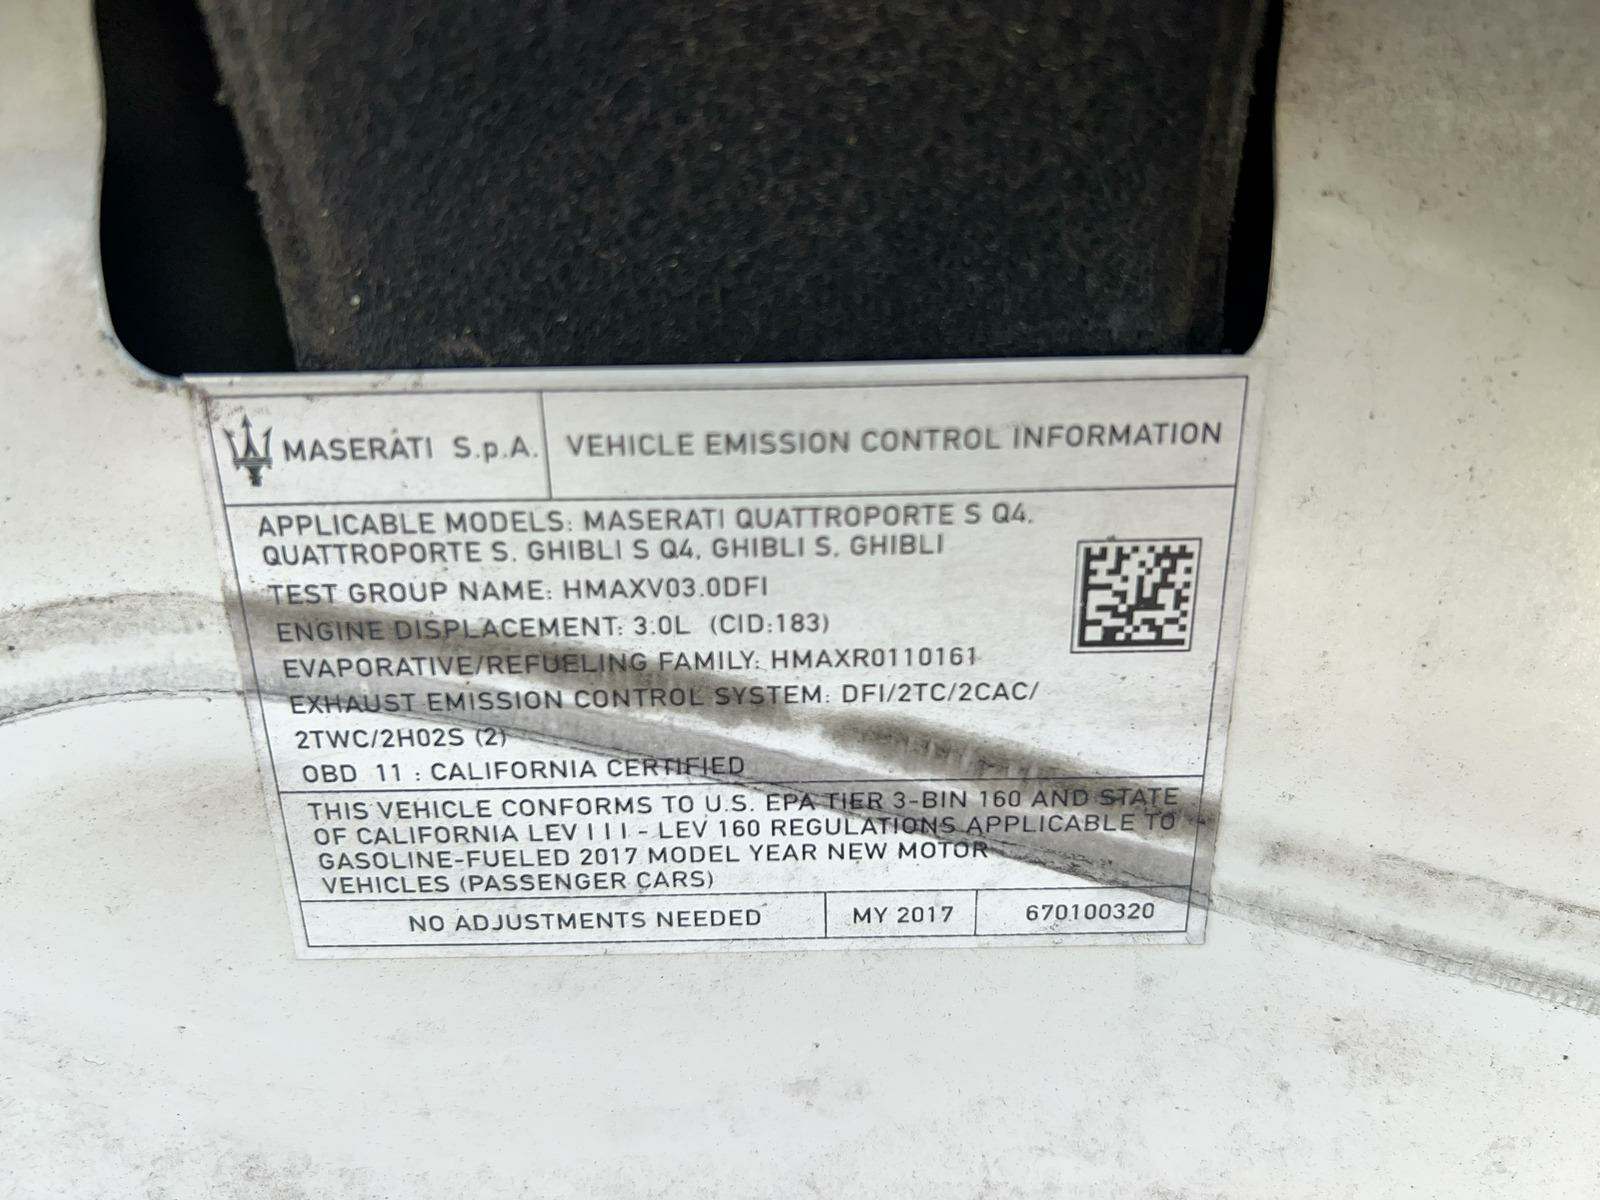 MASERATI S.p.A.
VEHICLE EMISSION CONTROL INFORMATION
APPLICABLE MODELS: MASERATI QUATTROPORTE S Q4,
QUATTROPORTE S, GHIBLI S Q4, GHIBLI S, GHIBLI
TEST GROUP NAME: HMAXV03.0DFI
ENGINE DISPLACEMENT: 3.0L (CID:183)
EVAPORATIVE/REFUELING FAMILY: HMAXR0110161
EXHAUST EMISSION CONTROL SYSTEM: DFI/2TC/2CAC/
2TWC/2H02S (2)
OBD 11 : CALIFORNIA CERTIFIED
THIS VEHICLE CONFORMS TO U.S. EPA TIER 3-BIN 160 AND STATE
OF CALIFORNIA LEV III - LEV 160 REGULATIONS APPLICABLE TO
GASOLINE-FUELED 2017 MODEL YEAR NEW MOTOR
VEHICLES (PASSENGER CARS)
NO ADJUSTMENTS NEEDED
MY 2017
670100320